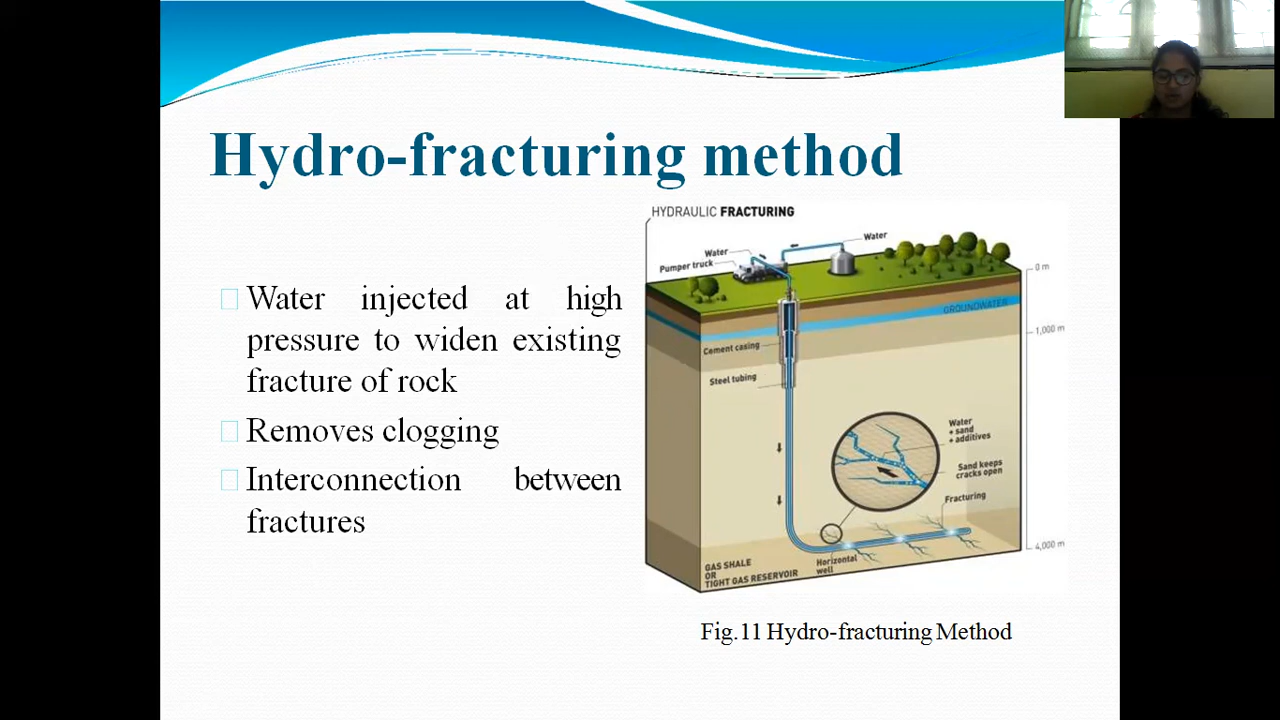 Hydro-fracturing method
Water injected at high
pressure to widen existing
fracture of rock
Removes clogging
Interconnection between
fractures
HYDRAULIC FRACTURING
Water
Water
Pumper truck
0 m
GROUNDWATER
1,000 m
Cement casing
Steel tubing
Water
+ sand
+ additives
Sand keeps
cracks open
Fracturing
4,000 m
Horizontal
well
GAS SHALE
OR
TIGHT GAS RESERVOIR
Fig.11 Hydro-fracturing Method